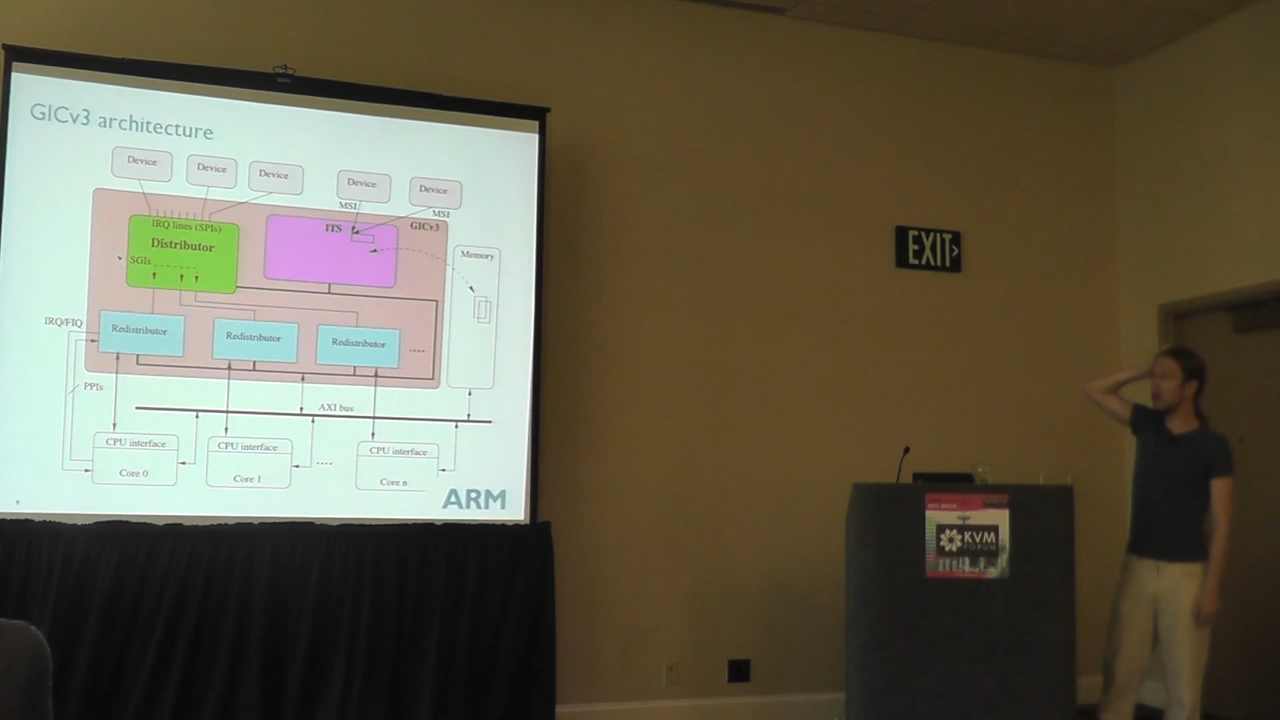 GICv3 architecture
Device
Device
Device
Device
Device
MSI
MSI
IRQ lines (SPIs)
ITS
GICv3
Distributor
SGIs
Memory
IRQ/FIQ
Redistributor
Redistributor
Redistributor
....
PPIs
AXI bus
CPU interface
CPU interface
CPU interface
Core 0
Core 1
....
Core n
ARM
EXIT
KVM
FORUM